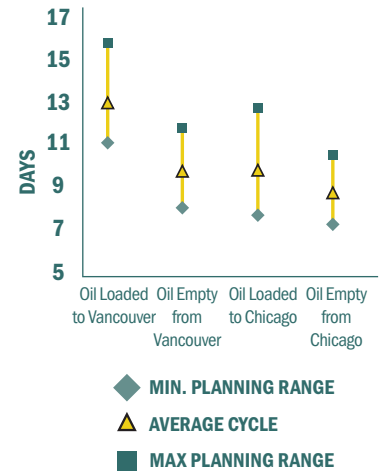 17
15
13
11
9
7
5
DAYS
Oil Loaded Oil Empty Oil Loaded Oil Empty
to Vancouver from to Chicago from
Vancouver Chicago
MIN. PLANNING RANGE
AVERAGE CYCLE
MAX PLANNING RANGE